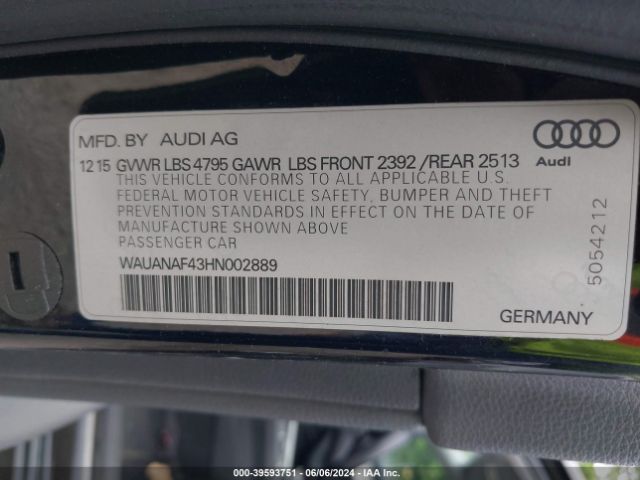 MFD. BY AUDI AG
12 15 GVWR LBS 4795 GAWR LBS FRONT 2392 /REAR 2513
Audi
THIS VEHICLE CONFORMS TO ALL APPLICABLE U.S.
FEDERAL MOTOR VEHICLE SAFETY, BUMPER AND THEFT
PREVENTION STANDARDS IN EFFECT ON THE DATE OF
MANUFACTURE SHOWN ABOVE
PASSENGER CAR
WAUANAF43HN002889
5054212
GERMANY
000-39593751 | 06/06/2024 | IAA Inc.